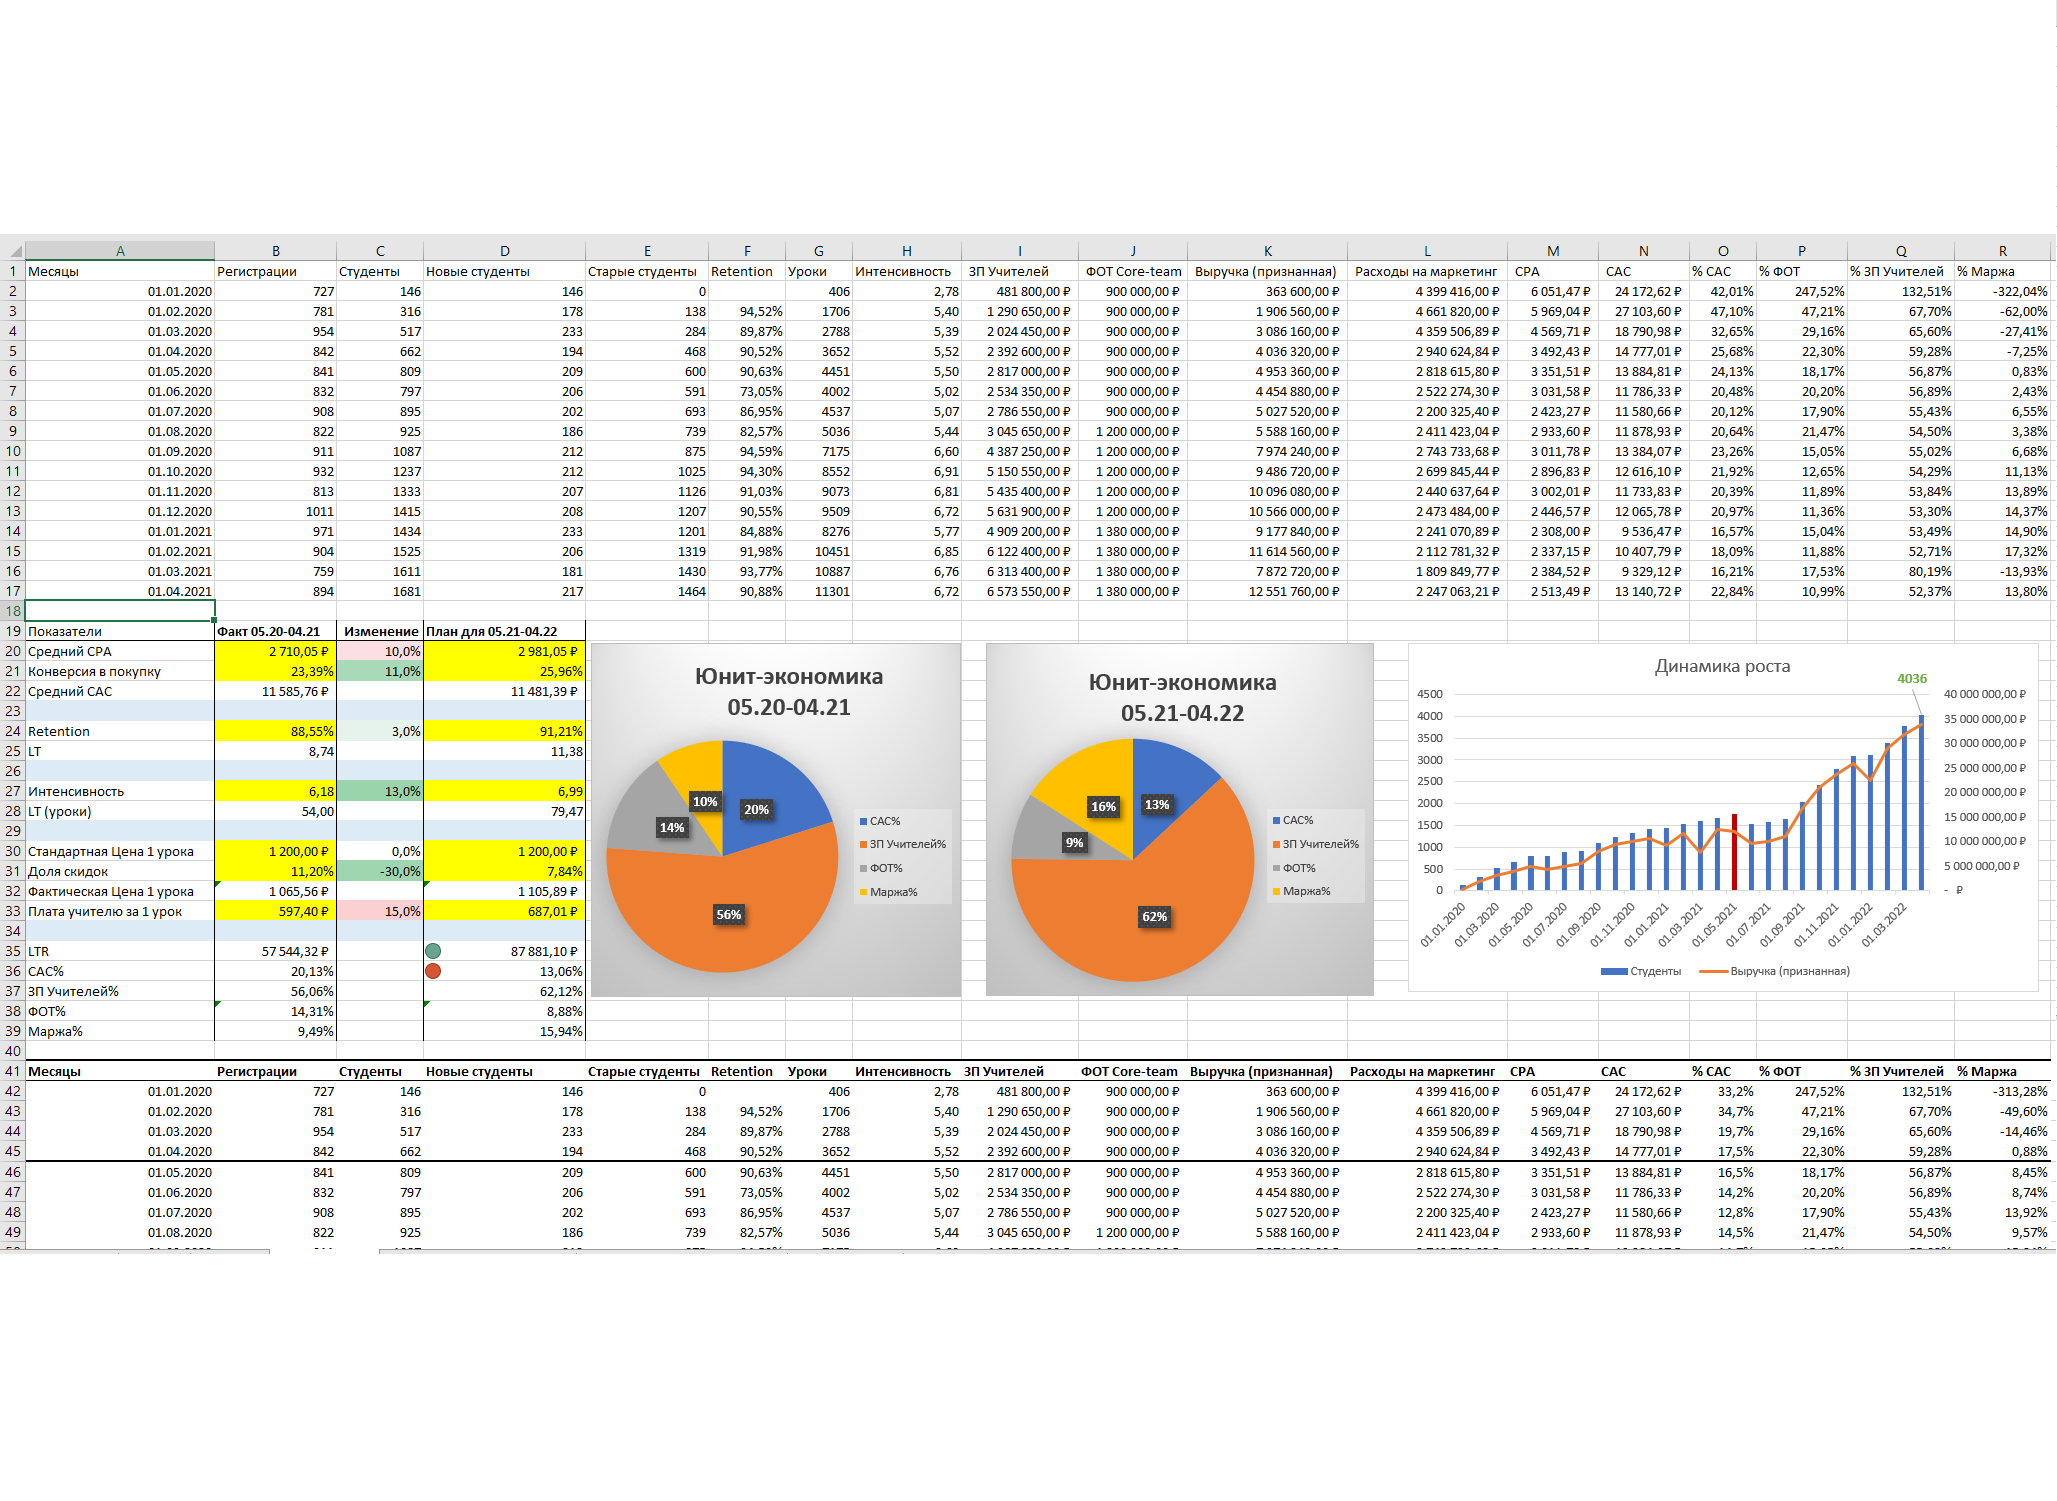 A B C D E F G H I J K L M N O P Q R
1 Месяцы Регистрации Студенты Новые студенты Старые студенты Retention Уроки Интенсивность ЗП Учителей ФОТ Core-team Выручка (признанная) Расходы на маркетинг CPA CAC % CAC % ФОТ % ЗП Учителей % Маржа
2 01.01.2020 727 146 146 0 406 2,78 481 800,00 ₽ 900 000,00 ₽ 363 600,00 ₽ 4 399 416,00 ₽ 6 051,47 ₽ 24 172,62 ₽ 42,01% 247,52% 132,51% -322,04%
3 01.02.2020 781 316 178 138 94,52% 1706 5,40 1 290 650,00 ₽ 900 000,00 ₽ 1 906 560,00 ₽ 4 661 820,00 ₽ 5 969,04 ₽ 27 103,60 ₽ 47,10% 47,21% 67,70% -62,00%
4 01.03.2020 954 517 233 284 89,87% 2788 5,39 2 024 450,00 ₽ 900 000,00 ₽ 3 086 160,00 ₽ 4 359 506,89 ₽ 4 569,71 ₽ 18 790,98 ₽ 32,65% 29,16% 65,60% -27,41%
5 01.04.2020 842 662 194 468 90,52% 3652 5,52 2 392 600,00 ₽ 900 000,00 ₽ 4 036 320,00 ₽ 2 940 624,84 ₽ 3 492,43 ₽ 14 777,01 ₽ 25,68% 22,30% 59,28% -7,25%
6 01.05.2020 841 809 209 600 90,63% 4451 5,50 2 817 000,00 ₽ 900 000,00 ₽ 4 953 360,00 ₽ 2 818 615,80 ₽ 3 351,51 ₽ 13 884,81 ₽ 24,13% 18,17% 56,87% 0,83%
7 01.06.2020 832 797 206 591 73,05% 4002 5,02 2 534 350,00 ₽ 900 000,00 ₽ 4 454 880,00 ₽ 2 522 274,30 ₽ 3 031,58 ₽ 11 786,33 ₽ 20,48% 20,20% 56,89% 2,43%
8 01.07.2020 908 895 202 693 86,95% 4537 5,07 2 786 550,00 ₽ 900 000,00 ₽ 5 027 520,00 ₽ 2 200 325,40 ₽ 2 423,27 ₽ 11 580,66 ₽ 20,12% 17,90% 55,43% 6,55%
9 01.08.2020 822 925 186 739 82,57% 5036 5,44 3 045 650,00 ₽ 1 200 000,00 ₽ 5 588 160,00 ₽ 2 411 423,04 ₽ 2 933,60 ₽ 11 878,93 ₽ 20,64% 21,47% 54,50% 3,38%
10 01.09.2020 911 1087 212 875 94,59% 7175 6,60 4 387 250,00 ₽ 1 200 000,00 ₽ 7 974 240,00 ₽ 2 743 733,68 ₽ 3 011,78 ₽ 13 384,07 ₽ 23,26% 15,05% 55,02% 6,68%
11 01.10.2020 932 1237 212 1025 94,30% 8552 6,91 5 150 550,00 ₽ 1 200 000,00 ₽ 9 486 720,00 ₽ 2 699 845,44 ₽ 2 896,83 ₽ 12 616,10 ₽ 21,92% 12,65% 54,29% 11,13%
12 01.11.2020 813 1333 207 1126 91,03% 9073 6,81 5 435 400,00 ₽ 1 200 000,00 ₽ 10 096 080,00 ₽ 2 440 637,64 ₽ 3 002,01 ₽ 11 733,83 ₽ 20,39% 11,89% 53,84% 13,89%
13 01.12.2020 1011 1415 208 1207 90,55% 9509 6,72 5 631 900,00 ₽ 1 200 000,00 ₽ 10 566 000,00 ₽ 2 473 484,00 ₽ 2 446,57 ₽ 12 065,78 ₽ 20,97% 11,36% 53,30% 14,37%
14 01.01.2021 971 1434 233 1201 84,88% 8276 5,77 4 909 200,00 ₽ 1 380 000,00 ₽ 9 177 840,00 ₽ 2 241 070,89 ₽ 2 308,00 ₽ 9 536,47 ₽ 16,57% 15,04% 53,49% 14,90%
15 01.02.2021 904 1525 206 1319 91,98% 10451 6,85 6 122 400,00 ₽ 1 380 000,00 ₽ 11 614 560,00 ₽ 2 112 781,32 ₽ 2 337,15 ₽ 10 407,79 ₽ 18,09% 11,88% 52,71% 17,32%
16 01.03.2021 759 1611 181 1430 93,77% 10887 6,76 6 313 400,00 ₽ 1 380 000,00 ₽ 7 872 720,00 ₽ 1 809 849,77 ₽ 2 384,52 ₽ 9 329,12 ₽ 16,21% 17,53% 80,19% -13,93%
17 01.04.2021 894 1681 217 1464 90,88% 11301 6,72 6 573 550,00 ₽ 1 380 000,00 ₽ 12 551 760,00 ₽ 2 247 063,21 ₽ 2 513,49 ₽ 13 140,72 ₽ 22,84% 10,99% 52,37% 13,80%
18
19 Показатели Факт 05.20-04.21 Изменение План для 05.21-04.22
20 Средний CPA 2 710,05 ₽ 10,0% 2 981,05 ₽
21 Конверсия в покупку 23,39% 11,0% 25,96%
22 Средний CAC 11 585,76 ₽ 11 481,39 ₽
23
24 Retention 88,55% 3,0% 91,21%
25 LT 8,74 11,38
26
27 Интенсивность 6,18 13,0% 6,99
28 LT (уроки) 54,00 79,47
29
30 Стандартная Цена 1 урока 1 200,00 ₽ 0,0% 1 200,00 ₽
31 Доля скидок 11,20% -30,0% 7,84%
32 Фактическая Цена 1 урока 1 065,56 ₽ 1 105,89 ₽
33 Плата учителю за 1 урок 597,40 ₽ 15,0% 687,01 ₽
34
35 LTR 57 544,32 ₽ 87 881,10 ₽
36 CAC% 20,13% 13,06%
37 ЗП Учителей% 56,06% 62,12%
38 ФОТ% 14,31% 8,88%
39 Маржа% 9,49% 15,94%
40
Юнит-экономика
05.20-04.21
10%
20%
14%
56%
CAC%
ЗП Учителей%
ФОТ%
Маржа%
Юнит-экономика
05.21-04.22
16%
13%
9%
62%
CAC%
ЗП Учителей%
ФОТ%
Маржа%
Динамика роста
4036
4500 40 000 000,00 ₽
4000 35 000 000,00 ₽
3500 30 000 000,00 ₽
3000 25 000 000,00 ₽
2500 20 000 000,00 ₽
2000 15 000 000,00 ₽
1500 10 000 000,00 ₽
1000 5 000 000,00 ₽
500 - ₽
0
01.01.2020 01.03.2020 01.05.2020 01.07.2020 01.09.2020 01.11.2020 01.01.2021 01.03.2021 01.05.2021 01.07.2021 01.09.2021 01.11.2021 01.01.2022 01.03.2022
Студенты Выручка (признанная)
41 Месяцы Регистрации Студенты Новые студенты Старые студенты Retention Уроки Интенсивность ЗП Учителей ФОТ Core-team Выручка (признанная) Расходы на маркетинг CPA CAC % CAC % ФОТ % ЗП Учителей % Маржа
42 01.01.2020 727 146 146 0 406 2,78 481 800,00 ₽ 900 000,00 ₽ 363 600,00 ₽ 4 399 416,00 ₽ 6 051,47 ₽ 24 172,62 ₽ 33,2% 247,52% 132,51% -313,28%
43 01.02.2020 781 316 178 138 94,52% 1706 5,40 1 290 650,00 ₽ 900 000,00 ₽ 1 906 560,00 ₽ 4 661 820,00 ₽ 5 969,04 ₽ 27 103,60 ₽ 34,7% 47,21% 67,70% -49,60%
44 01.03.2020 954 517 233 284 89,87% 2788 5,39 2 024 450,00 ₽ 900 000,00 ₽ 3 086 160,00 ₽ 4 359 506,89 ₽ 4 569,71 ₽ 18 790,98 ₽ 19,7% 29,16% 65,60% -14,46%
45 01.04.2020 842 662 194 468 90,52% 3652 5,52 2 392 600,00 ₽ 900 000,00 ₽ 4 036 320,00 ₽ 2 940 624,84 ₽ 3 492,43 ₽ 14 777,01 ₽ 17,5% 22,30% 59,28% 0,88%
46 01.05.2020 841 809 209 600 90,63% 4451 5,50 2 817 000,00 ₽ 900 000,00 ₽ 4 953 360,00 ₽ 2 818 615,80 ₽ 3 351,51 ₽ 13 884,81 ₽ 16,5% 18,17% 56,87% 8,45%
47 01.06.2020 832 797 206 591 73,05% 4002 5,02 2 534 350,00 ₽ 900 000,00 ₽ 4 454 880,00 ₽ 2 522 274,30 ₽ 3 031,58 ₽ 11 786,33 ₽ 14,2% 20,20% 56,89% 8,74%
48 01.07.2020 908 895 202 693 86,95% 4537 5,07 2 786 550,00 ₽ 900 000,00 ₽ 5 027 520,00 ₽ 2 200 325,40 ₽ 2 423,27 ₽ 11 580,66 ₽ 12,8% 17,90% 55,43% 13,92%
49 01.08.2020 822 925 186 739 82,57% 5036 5,44 3 045 650,00 ₽ 1 200 000,00 ₽ 5 588 160,00 ₽ 2 411 423,04 ₽ 2 933,60 ₽ 11 878,93 ₽ 14,5% 21,47% 54,50% 9,57%